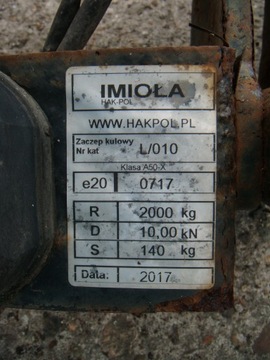 IMIOŁA
HAK-POL
WWW.HAKPOL.PL
Zaczep kulowy
Nr kat L/010
Klasa A50-X
e20 0717
R 2000 kg
D 10,00 kN
S 140 kg
Data: 2017